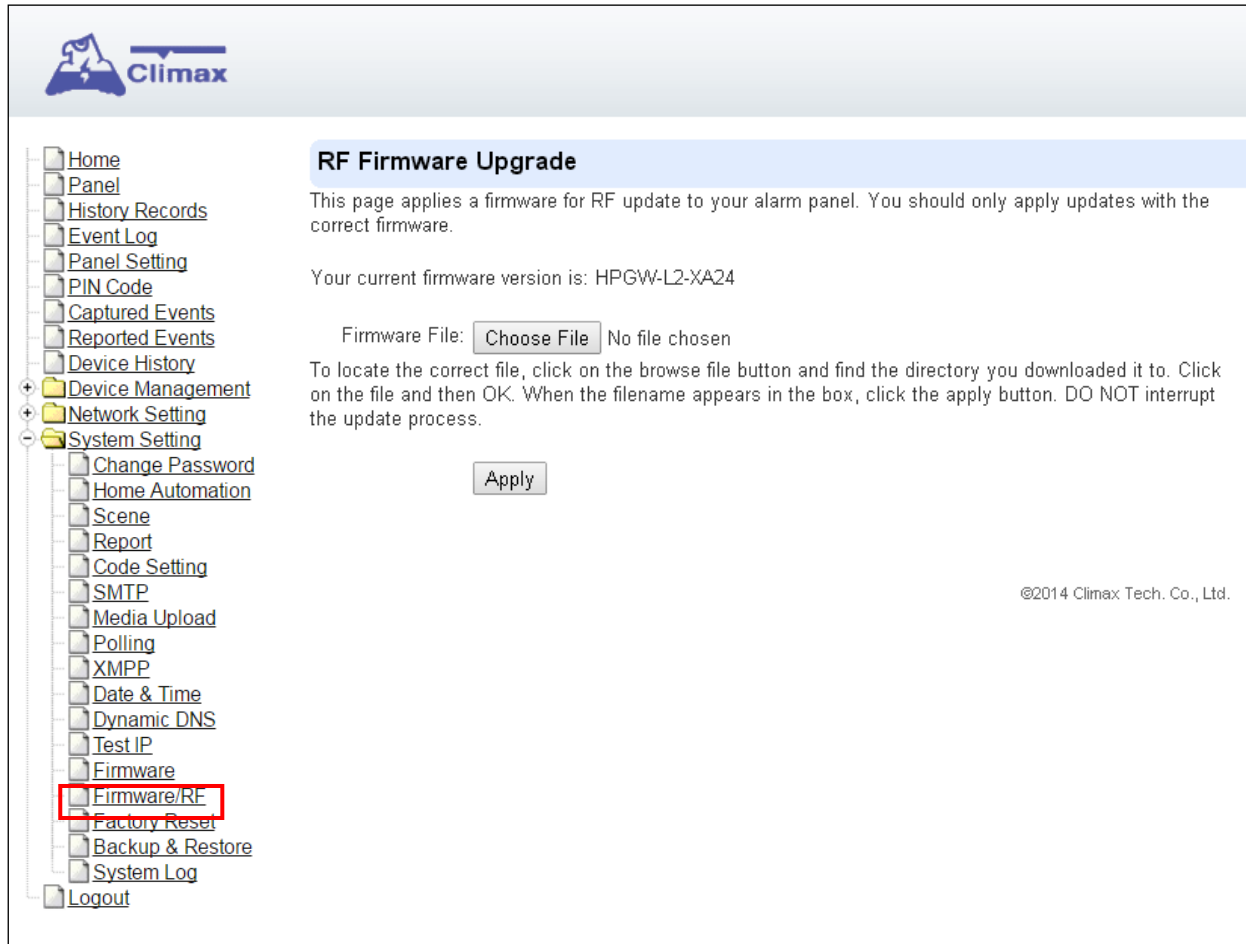 Climax
Home
Panel
History Records
Event Log
Panel Setting
PIN Code
Captured Events
Reported Events
Device History
Device Management
Network Setting
System Setting
Change Password
Home Automation
Scene
Report
Code Setting
SMTP
Media Upload
Polling
XMPP
Date & Time
Dynamic DNS
Test IP
Firmware
Firmware/RF
Factory Reset
Backup & Restore
System Log
Logout
RF Firmware Upgrade
This page applies a firmware for RF update to your alarm panel. You should only apply updates with the
correct firmware.
Your current firmware version is: HPGW-L2-XA24
Firmware File: Choose File No file chosen
To locate the correct file, click on the browse file button and find the directory you downloaded it to. Click
on the file and then OK. When the filename appears in the box, click the apply button. DO NOT interrupt
the update process.
Apply
©2014 Climax Tech. Co., Ltd.